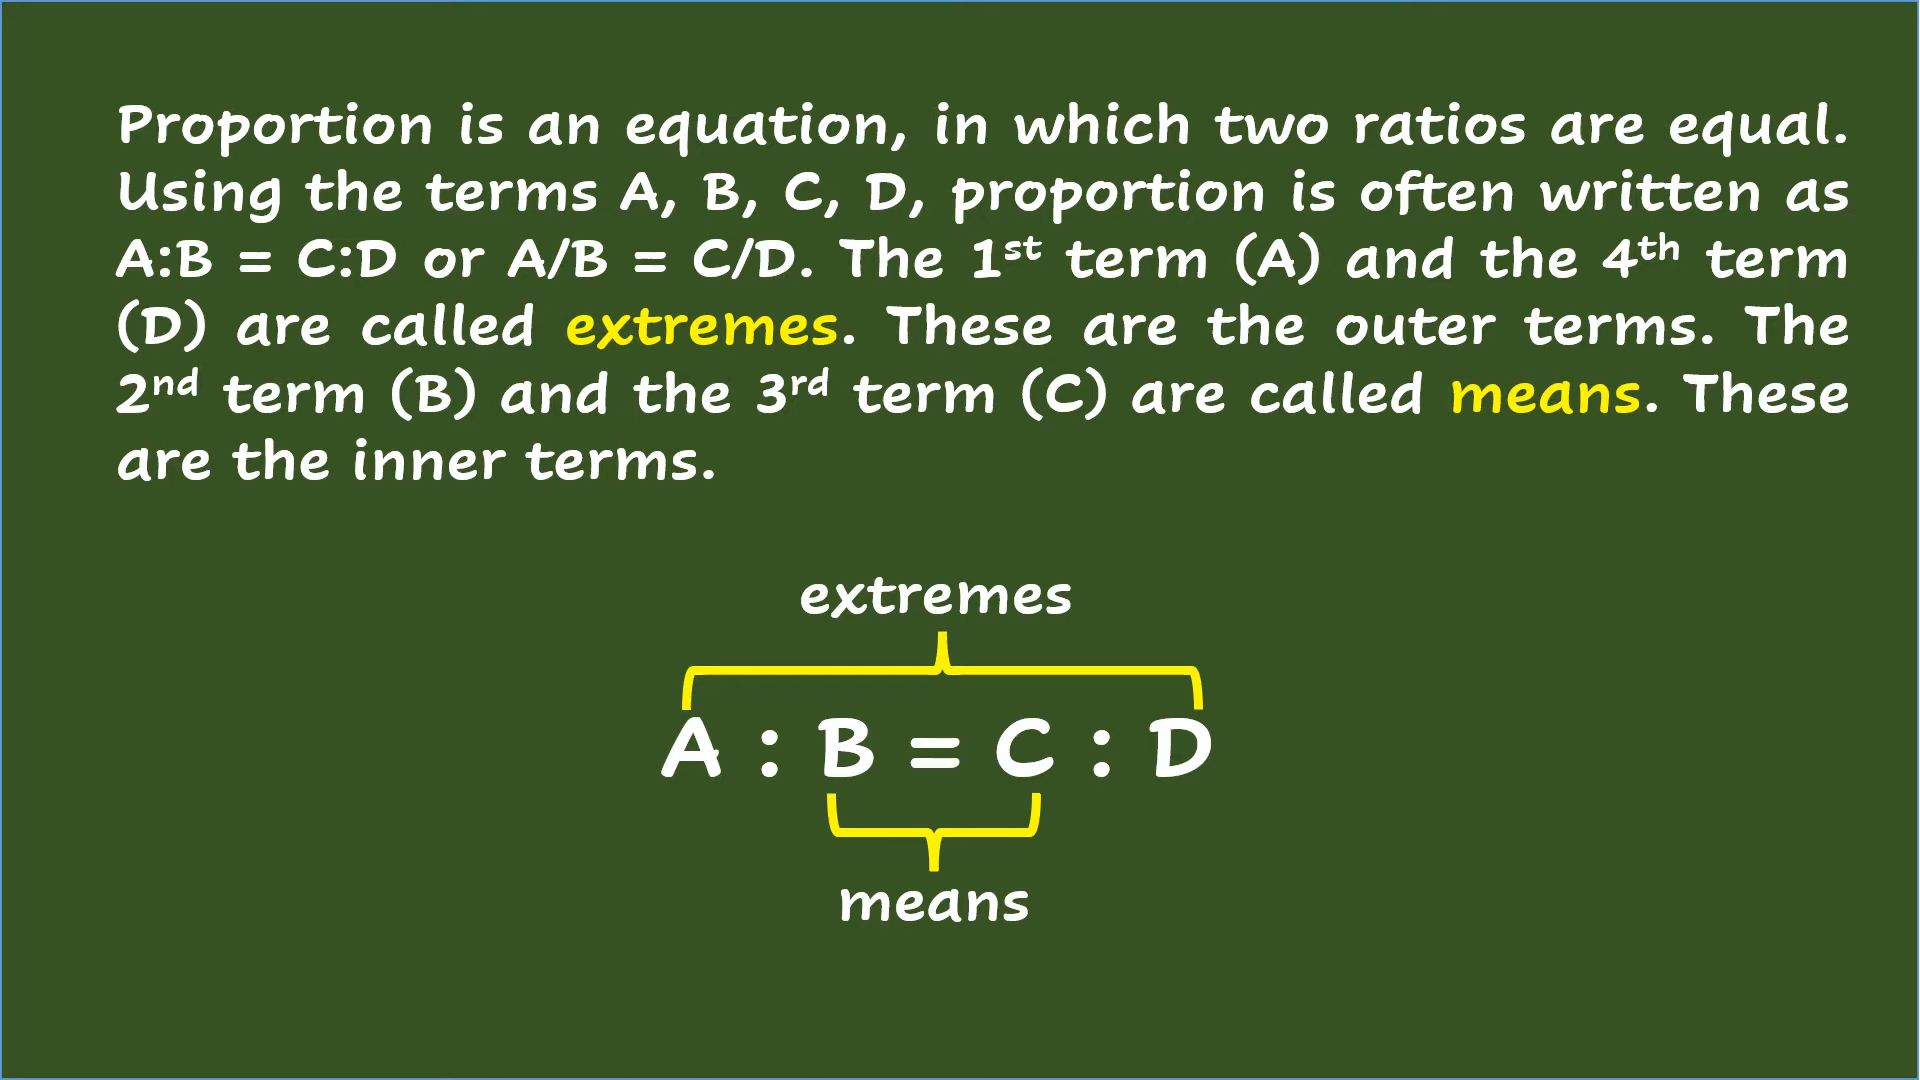 Proportion is an equation, in which two ratios are equal.
Using the terms A, B, C, D, proportion is often written as
A:B = C:D or A/B = C/D. The 1st term (A) and the 4th term
(D) are called extremes. These are the outer terms. The
2nd term (B) and the 3rd term (C) are called means. These
are the inner terms.
extremes
A : B = C : D
means